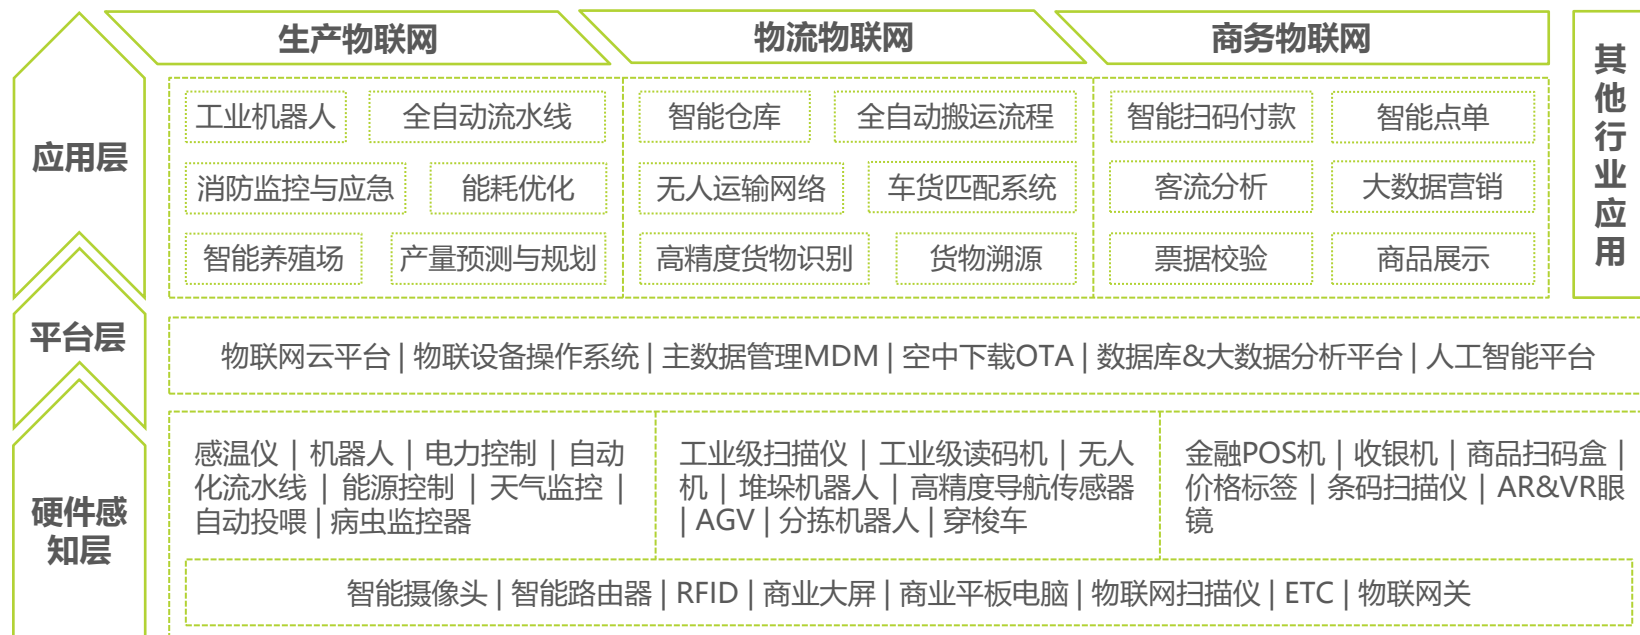 生产物联网
物流物联网
商务物联网
其他行业应用
应用层
工业机器人
全自动流水线
智能仓库
全自动搬运流程
智能扫码付款
智能点单
消防监控与应急
能耗优化
无人运输网络
车货匹配系统
客流分析
大数据营销
智能养殖场
产量预测与规划
高精度货物识别
货物溯源
票据校验
商品展示
平台层
物联网云平台 | 物联设备操作系统 | 主数据管理MDM | 空中下载OTA | 数据库&大数据分析平台 | 人工智能平台
硬件感
知层
感温仪 | 机器人 | 电力控制 | 自动
化流水线 | 能源控制 | 天气监控 |
自动投喂 | 病虫监控器
工业级扫描仪 | 工业级读码机 | 无人
机 | 堆垛机器人 | 高精度导航传感器
| AGV | 分拣机器人 | 穿梭车
金融POS机 | 收银机 | 商品扫码盒 |
价格标签 | 条码扫描仪 | AR&VR眼
镜
智能摄像头 | 智能路由器 | RFID | 商业大屏 | 商业平板电脑 | 物联网扫描仪 | ETC | 物联网关